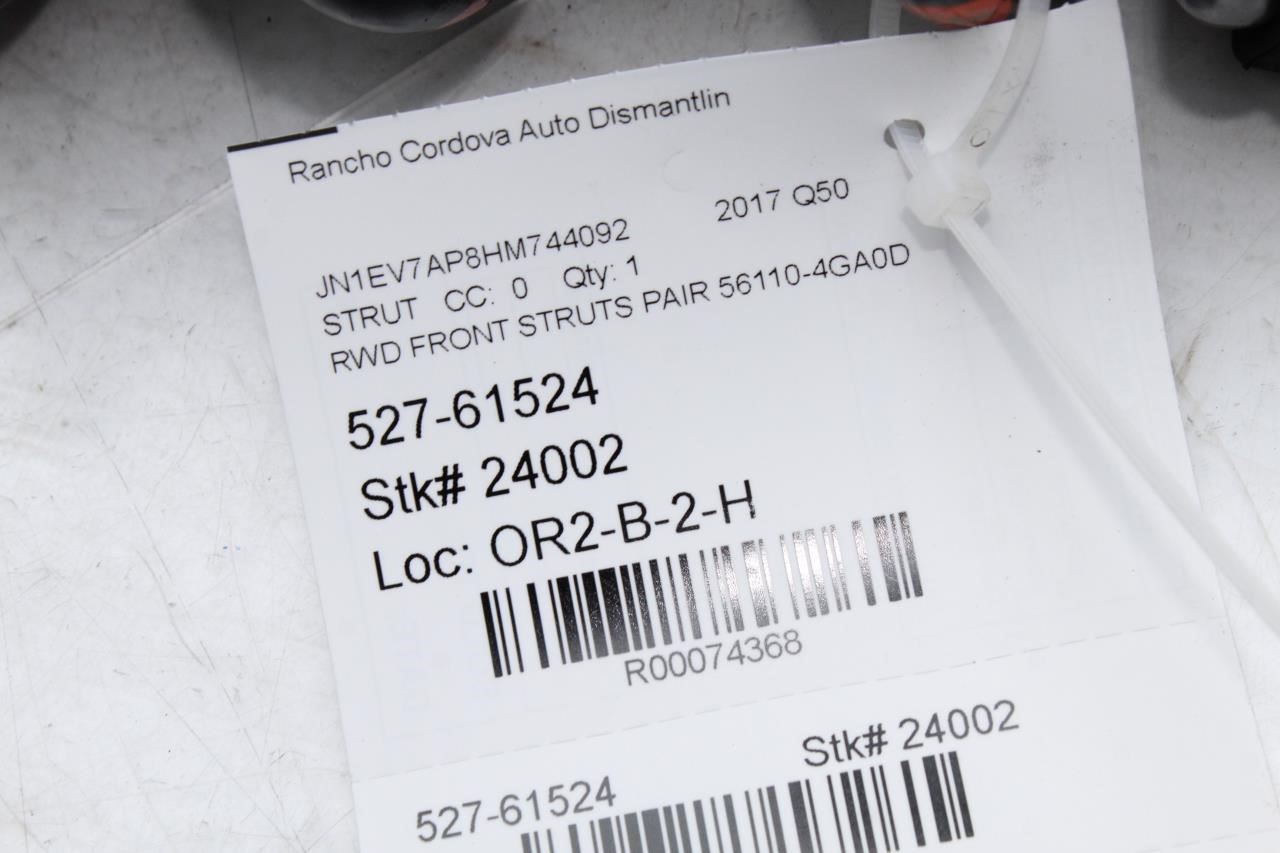 Rancho Cordova Auto Dismantlin
JN1EV7AP8HM744092 2017 Q50
STRUT CC: 0 Qty: 1
RWD FRONT STRUTS PAIR 56110-4GA0D
527-61524
Stk# 24002
Loc: OR2-B-2-H
R00074368
527-61524 Stk# 24002